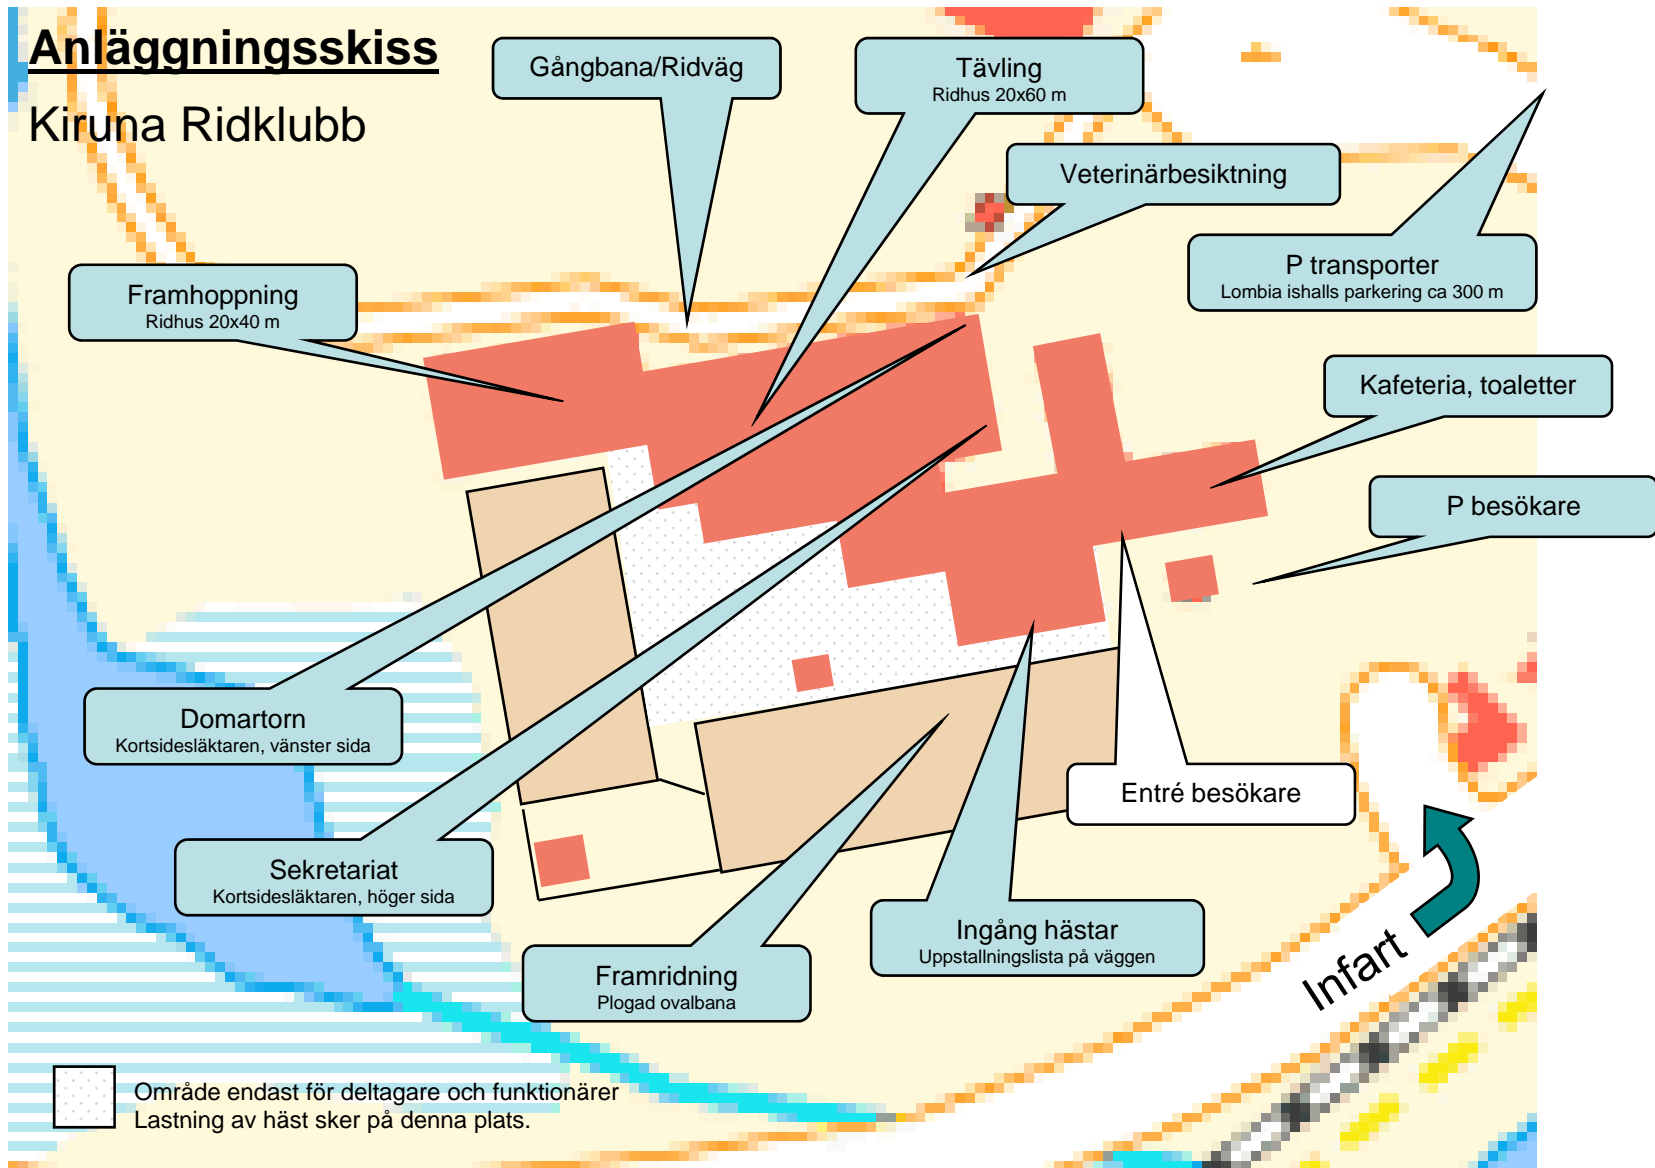 Anläggningsskiss
Kiruna Ridklubb
Gångbana/Ridväg
Tävling
Ridhus 20x60 m
Veterinärbesiktning
P transporter
Lombia ishalls parkering ca 300 m
Framhoppning
Ridhus 20x40 m
Kafeteria, toaletter
P besökare
Domartorn
Kortsidesläktaren, vänster sida
Entré besökare
Sekretariat
Kortsidesläktaren, höger sida
Ingång hästar
Uppstallningslista på väggen
Framridning
Plogad ovalbana
Infart
Område endast för deltagare och funktionärer
Lastning av häst sker på denna plats.